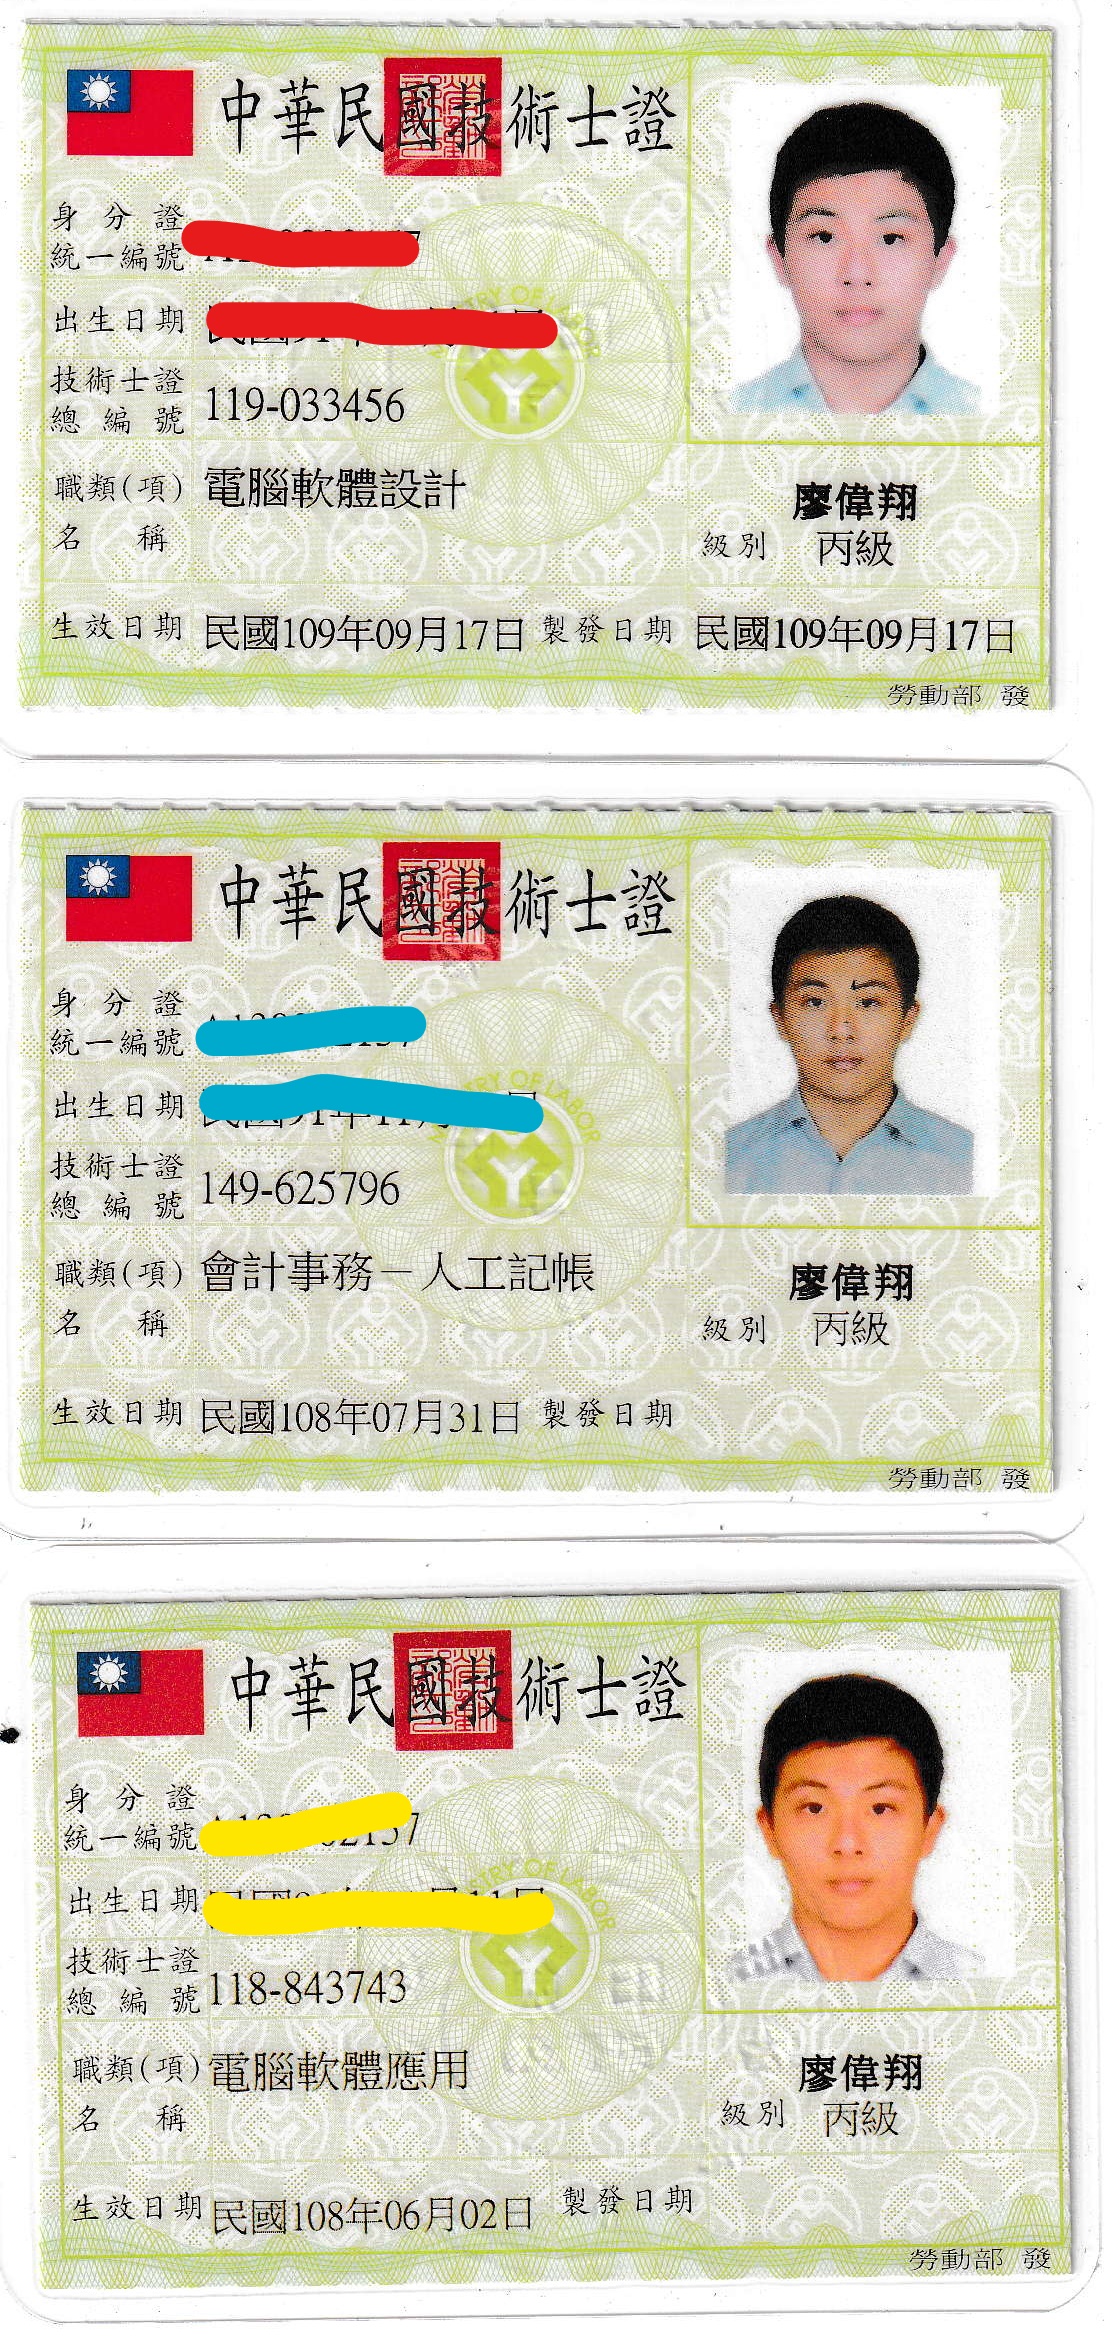 中華民國技術士證
身分證
統一編號
出生日期
技術士證
總編號 119-033456
職類(項) 電腦軟體設計
名稱
廖偉翔
級別 丙級
生效日期 民國109年09月17日 製發日期 民國109年09月17日
勞動部 發
中華民國技術士證
身分證
統一編號
出生日期
技術士證
總編號 149-625796
職類(項) 會計事務－人工記帳
名稱
廖偉翔
級別 丙級
生效日期 民國108年07月31日 製發日期
勞動部 發
中華民國技術士證
身分證
統一編號
出生日期
技術士證
總編號 118-843743
職類(項) 電腦軟體應用
名稱
廖偉翔
級別 丙級
生效日期 民國108年06月02日 製發日期
勞動部 發